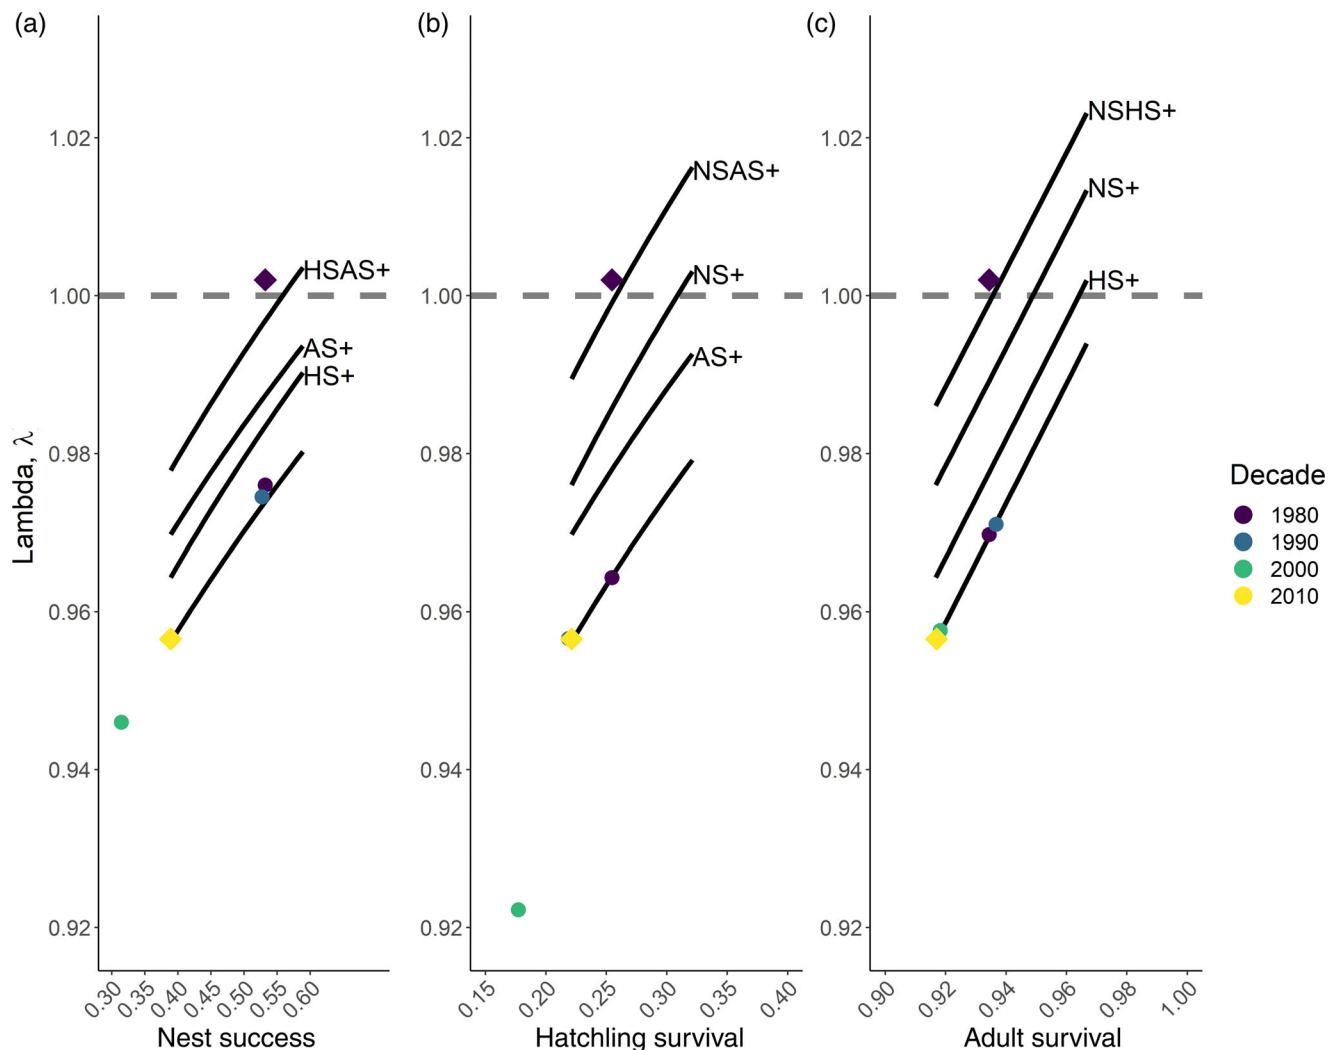 (a)
(b)
(c)
Lambda, λ
1.02
1.00
0.98
0.96
0.94
0.92
HSAS+
AS+
HS+
0.30
0.35
0.40
0.45
0.50
0.55
0.60
Nest success
1.02
1.00
0.98
0.96
0.94
0.92
NSAS+
NS+
AS+
0.15
0.20
0.25
0.30
0.35
0.40
Hatchling survival
1.02
1.00
0.98
0.96
0.94
0.92
NSHS+
NS+
HS+
0.90
0.92
0.94
0.96
0.98
1.00
Adult survival
Decade
1980
1990
2000
2010